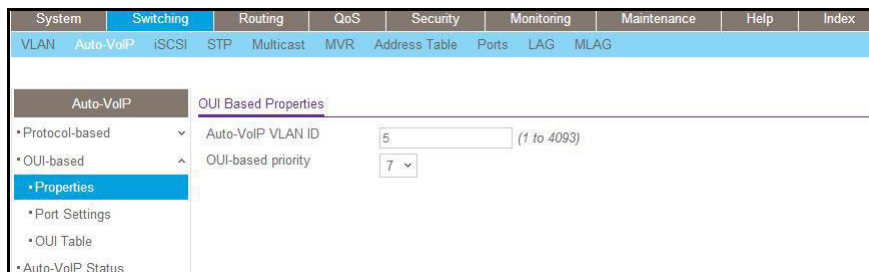 System Switching Routing QoS Security Monitoring Maintenance Help Index
VLAN Auto-VoIP iSCSI STP Multicast MVR Address Table Ports LAG MLAG
Auto-VoIP
OUI Based Properties
Protocol-based
Auto-VoIP VLAN ID 5 (1 to 4093)
OUI-based
OUI-based priority 7
Properties
Port Settings
OUI Table
Auto-VoIP Status